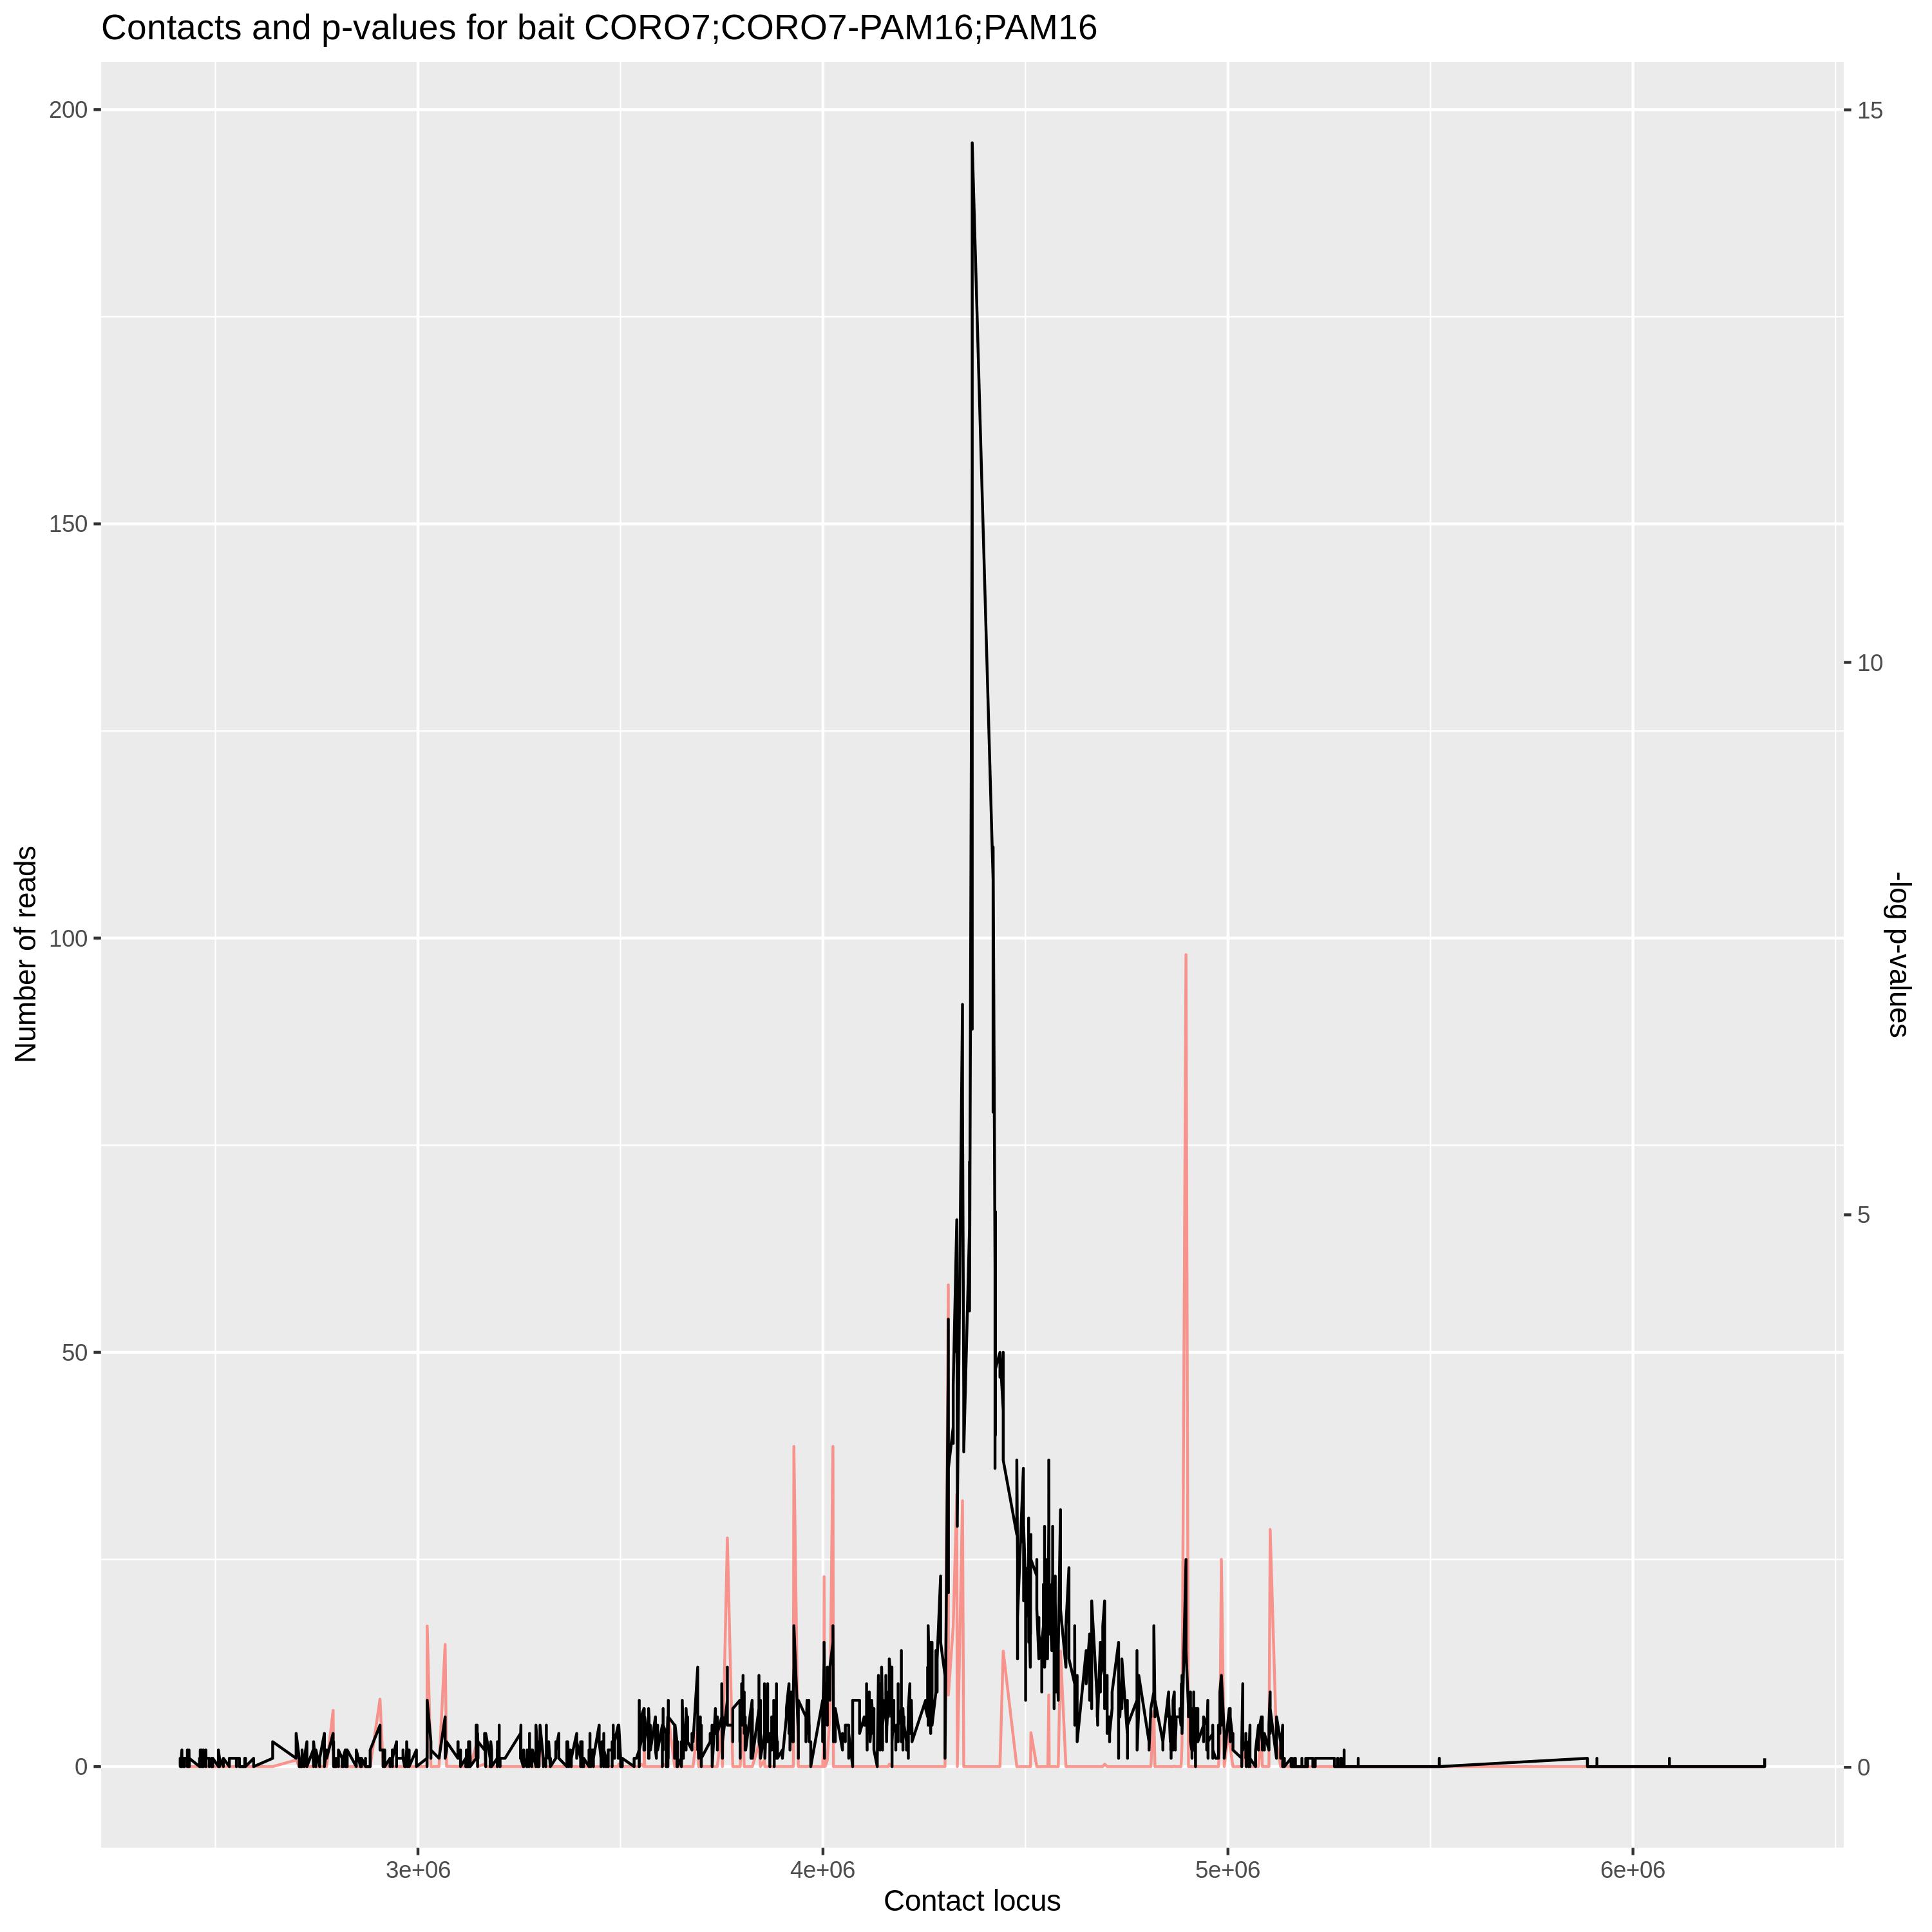 Contacts and p-values for bait CORO7;CORO7-PAM16;PAM16
200
150
100
50
0
Number of reads
15
10
5
0
-log p-values
3e+06
4e+06
5e+06
6e+06
Contact locus